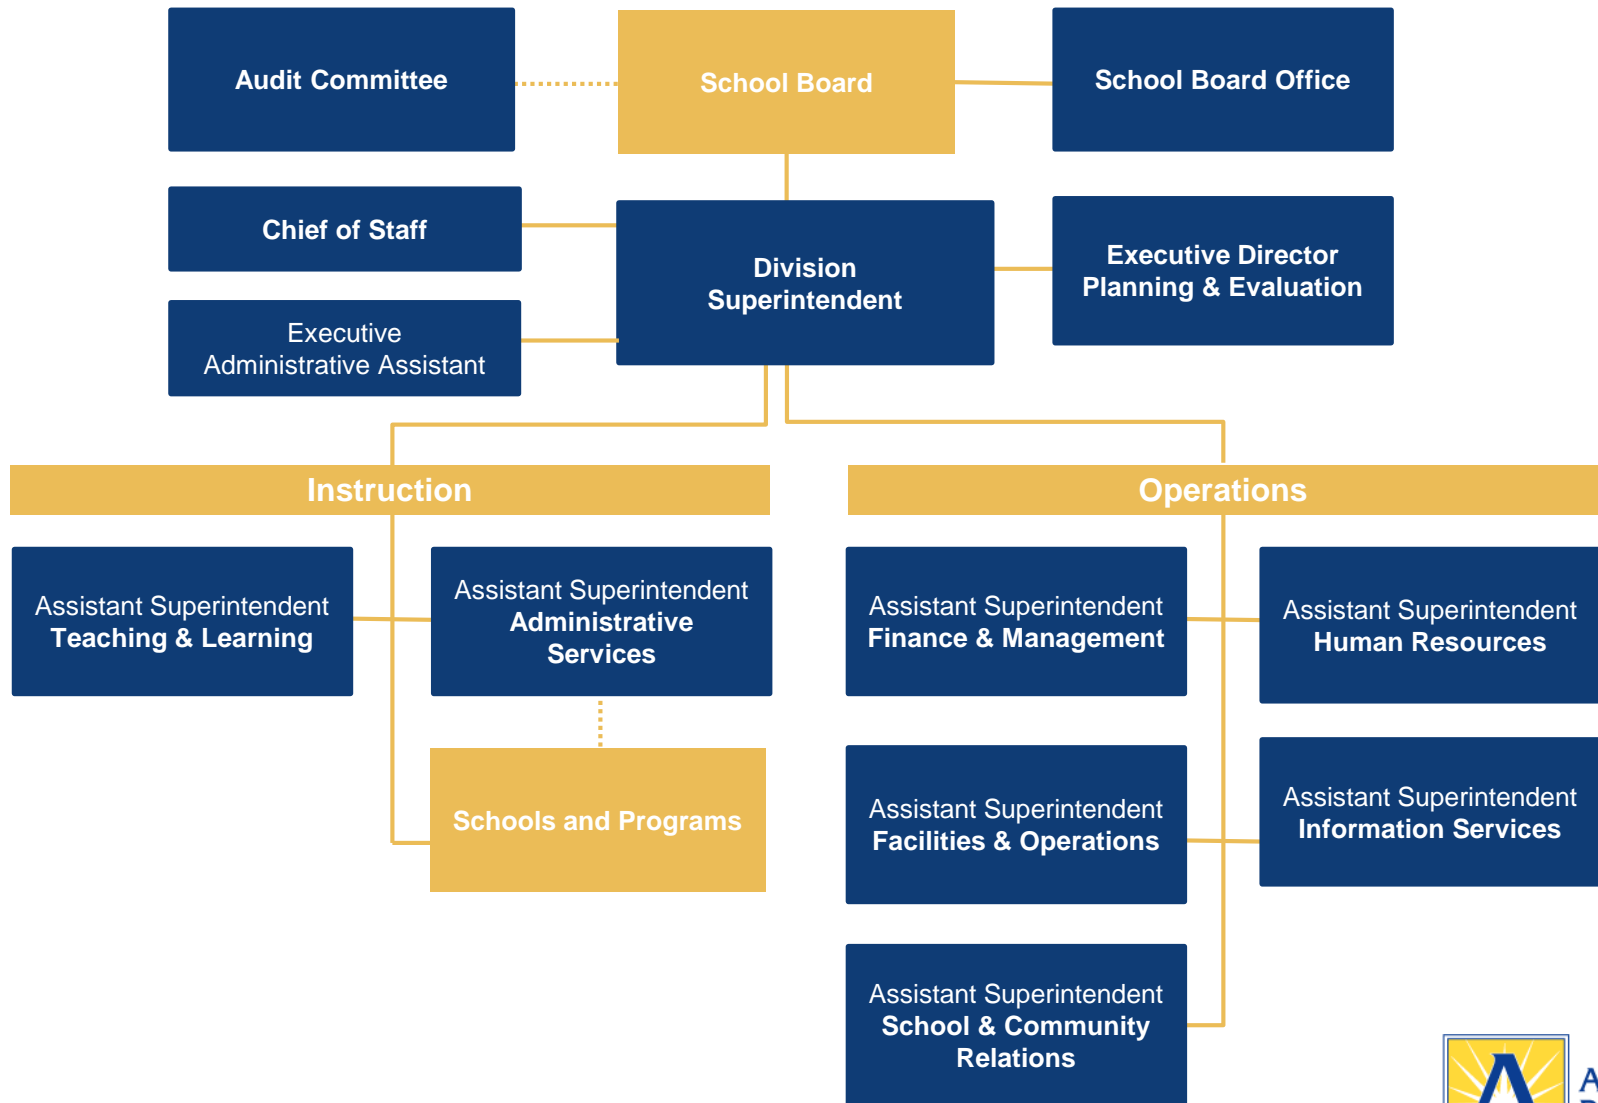 Audit Committee
School Board
School Board Office
Chief of Staff
Division
Superintendent
Executive Director
Planning & Evaluation
Executive
Administrative Assistant
Instruction
Operations
Assistant Superintendent
Teaching & Learning
Assistant Superintendent
Administrative
Services
Assistant Superintendent
Finance & Management
Assistant Superintendent
Human Resources
Schools and Programs
Assistant Superintendent
Facilities & Operations
Assistant Superintendent
Information Services
Assistant Superintendent
School & Community
Relations
A